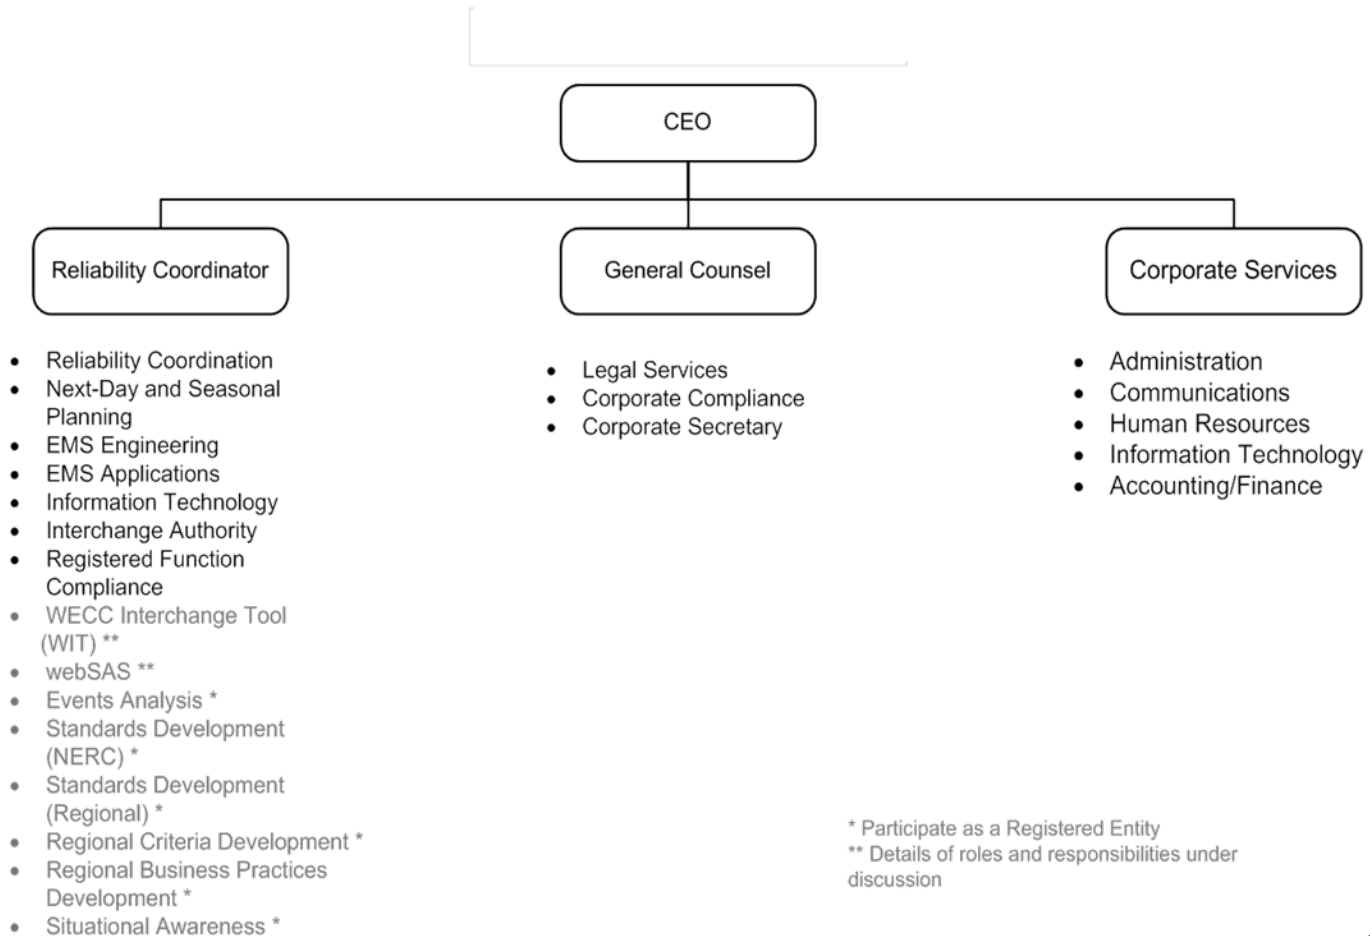 CEO
Reliability Coordinator
General Counsel
Corporate Services
• Reliability Coordination
• Next-Day and Seasonal
Planning
• EMS Engineering
• EMS Applications
• Information Technology
• Interchange Authority
• Registered Function
Compliance
• WECC Interchange Tool
(WIT) **
• webSAS **
• Events Analysis *
• Standards Development
(NERC) *
• Standards Development
(Regional) *
• Regional Criteria Development *
• Regional Business Practices
Development *
• Situational Awareness *
• Legal Services
• Corporate Compliance
• Corporate Secretary
• Administration
• Communications
• Human Resources
• Information Technology
• Accounting/Finance
* Participate as a Registered Entity
** Details of roles and responsibilities under
discussion